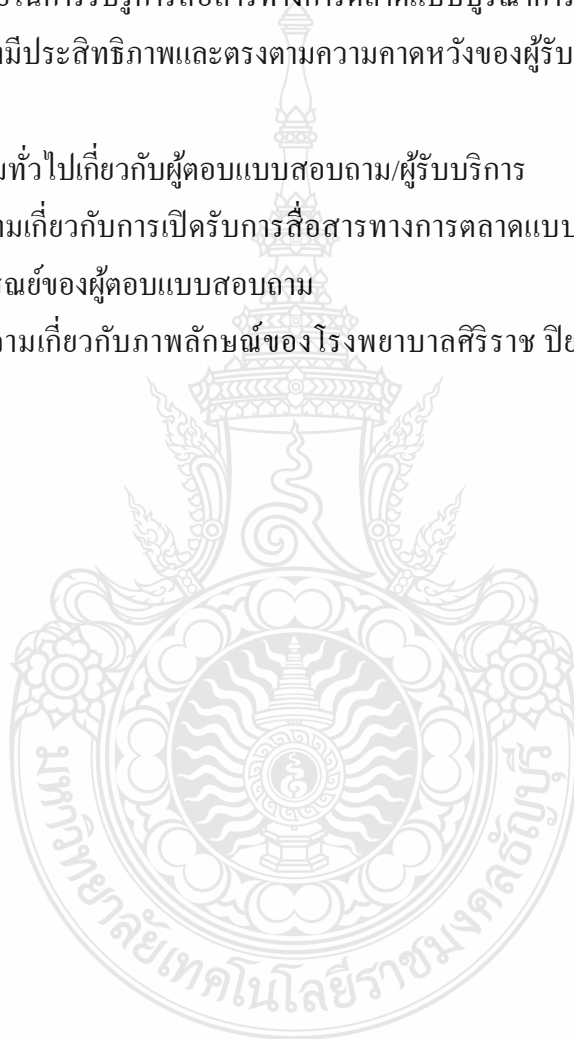 มีประสิทธิภาพและตรงตามความคาดหวังของผู้รับ
ทั่วไปเกี่ยวกับผู้ตอบแบบสอบถาม/ผู้รับบริการ
เกี่ยวกับการเปิดรับการสื่อสารทางการตลาดแบบ
ของผู้ตอบแบบสอบถาม
เกี่ยวกับภาพลักษณ์ของโรงพยาบาลศิริราช ปิย
มหาวิทยาลัยเทคโนโลยีราชมงคลธัญบุรี